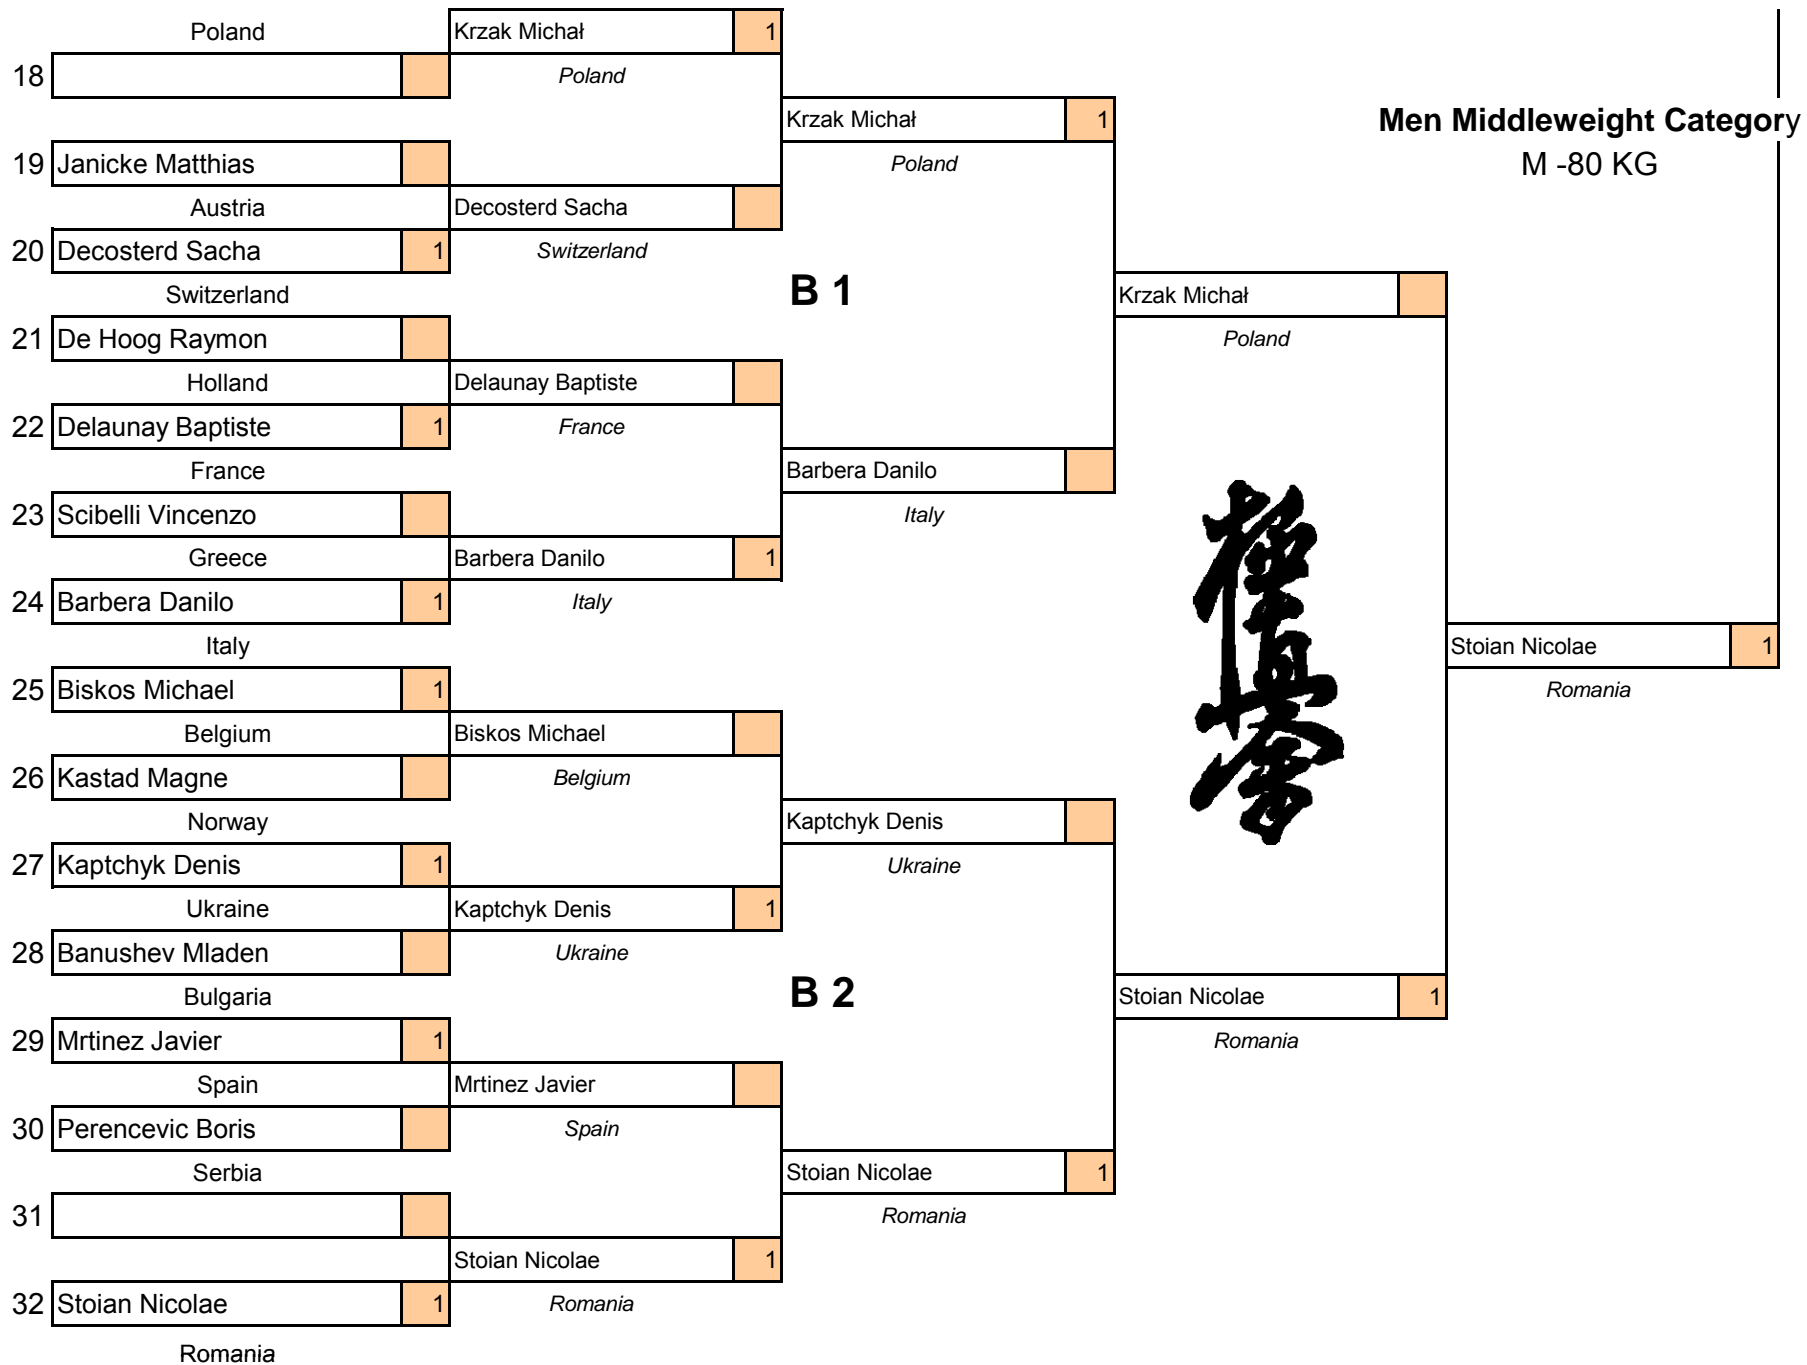 Poland
Krzak Michał 1
18
Poland
Krzak Michał 1
Men Middleweight Category
19 Janicke Matthias
Poland
M -80 KG
Austria
Decosterd Sacha
20 Decosterd Sacha 1
Switzerland
Switzerland
B 1
Krzak Michał
21 De Hoog Raymon
Poland
Holland
Delaunay Baptiste
22 Delaunay Baptiste 1
France
France
Barbera Danilo
23 Scibelli Vincenzo
Italy
Greece
Barbera Danilo 1
24 Barbera Danilo 1
Italy
Italy
Stoian Nicolae 1
25 Biskos Michael 1
Romania
Belgium
Biskos Michael
26 Kastad Magne
Belgium
Norway
Kaptchyk Denis
27 Kaptchyk Denis 1
Ukraine
Ukraine
Kaptchyk Denis 1
28 Banushev Mladen
Ukraine
Bulgaria
B 2
Stoian Nicolae 1
29 Mrtinez Javier 1
Romania
Spain
Mrtinez Javier
30 Perencevic Boris
Spain
Serbia
Stoian Nicolae 1
31
Romania
Stoian Nicolae 1
32 Stoian Nicolae 1
Romania
Romania
極真会